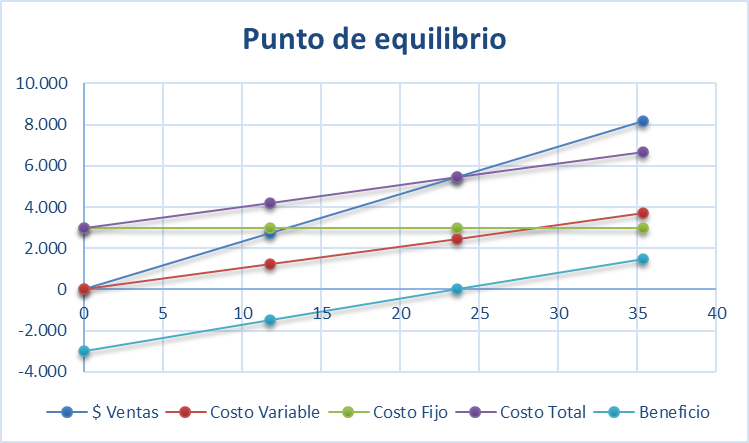 Punto de equilibrio
10.000
8.000
6.000
4.000
2.000
0
-2.000
-4.000
0 5 10 15 20 25 30 35 40
$ Ventas Costo Variable Costo Fijo Costo Total Beneficio